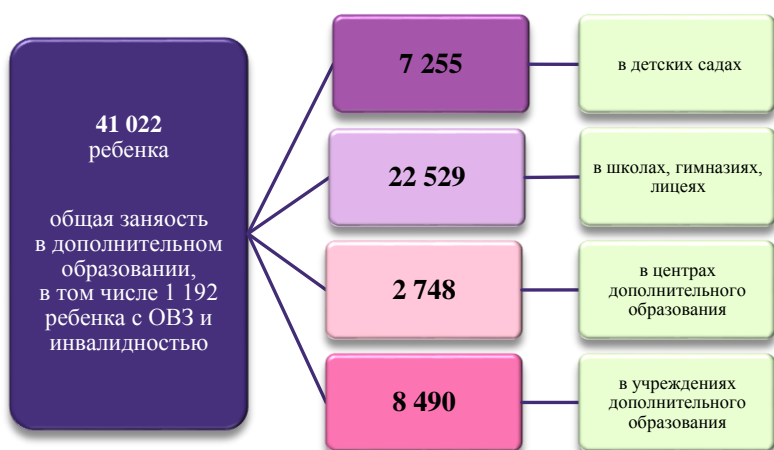 41 022
ребенка
общая заняость
в дополнительном
образовании,
в том числе 1 192
ребенка с ОВЗ и
инвалидностью
7 255
в детских садах
22 529
в школах, гимназиях,
лицеях
2 748
в центрах
дополнительного
образования
8 490
в учреждениях
дополнительного
образования